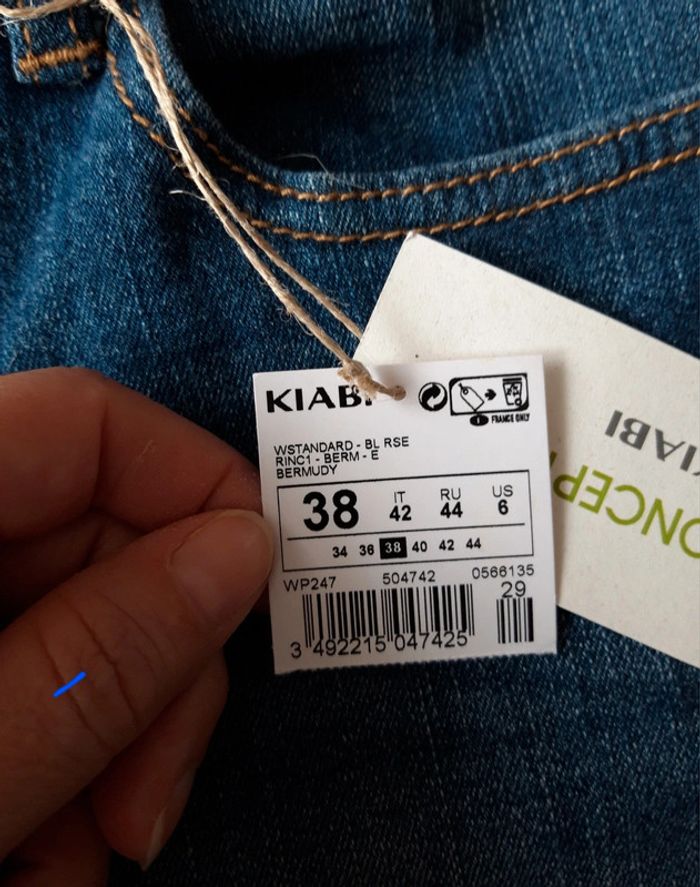 KIABI
FRANCE ONLY
WSTANDARD - BL RSE
RINC1 - BERM - E
BERMUDY
38 IT 42 RU 44 US 6
34 36 38 40 42 44
WP247 504742 0566135
29
3 492215 047425
KIABI
ONCEP